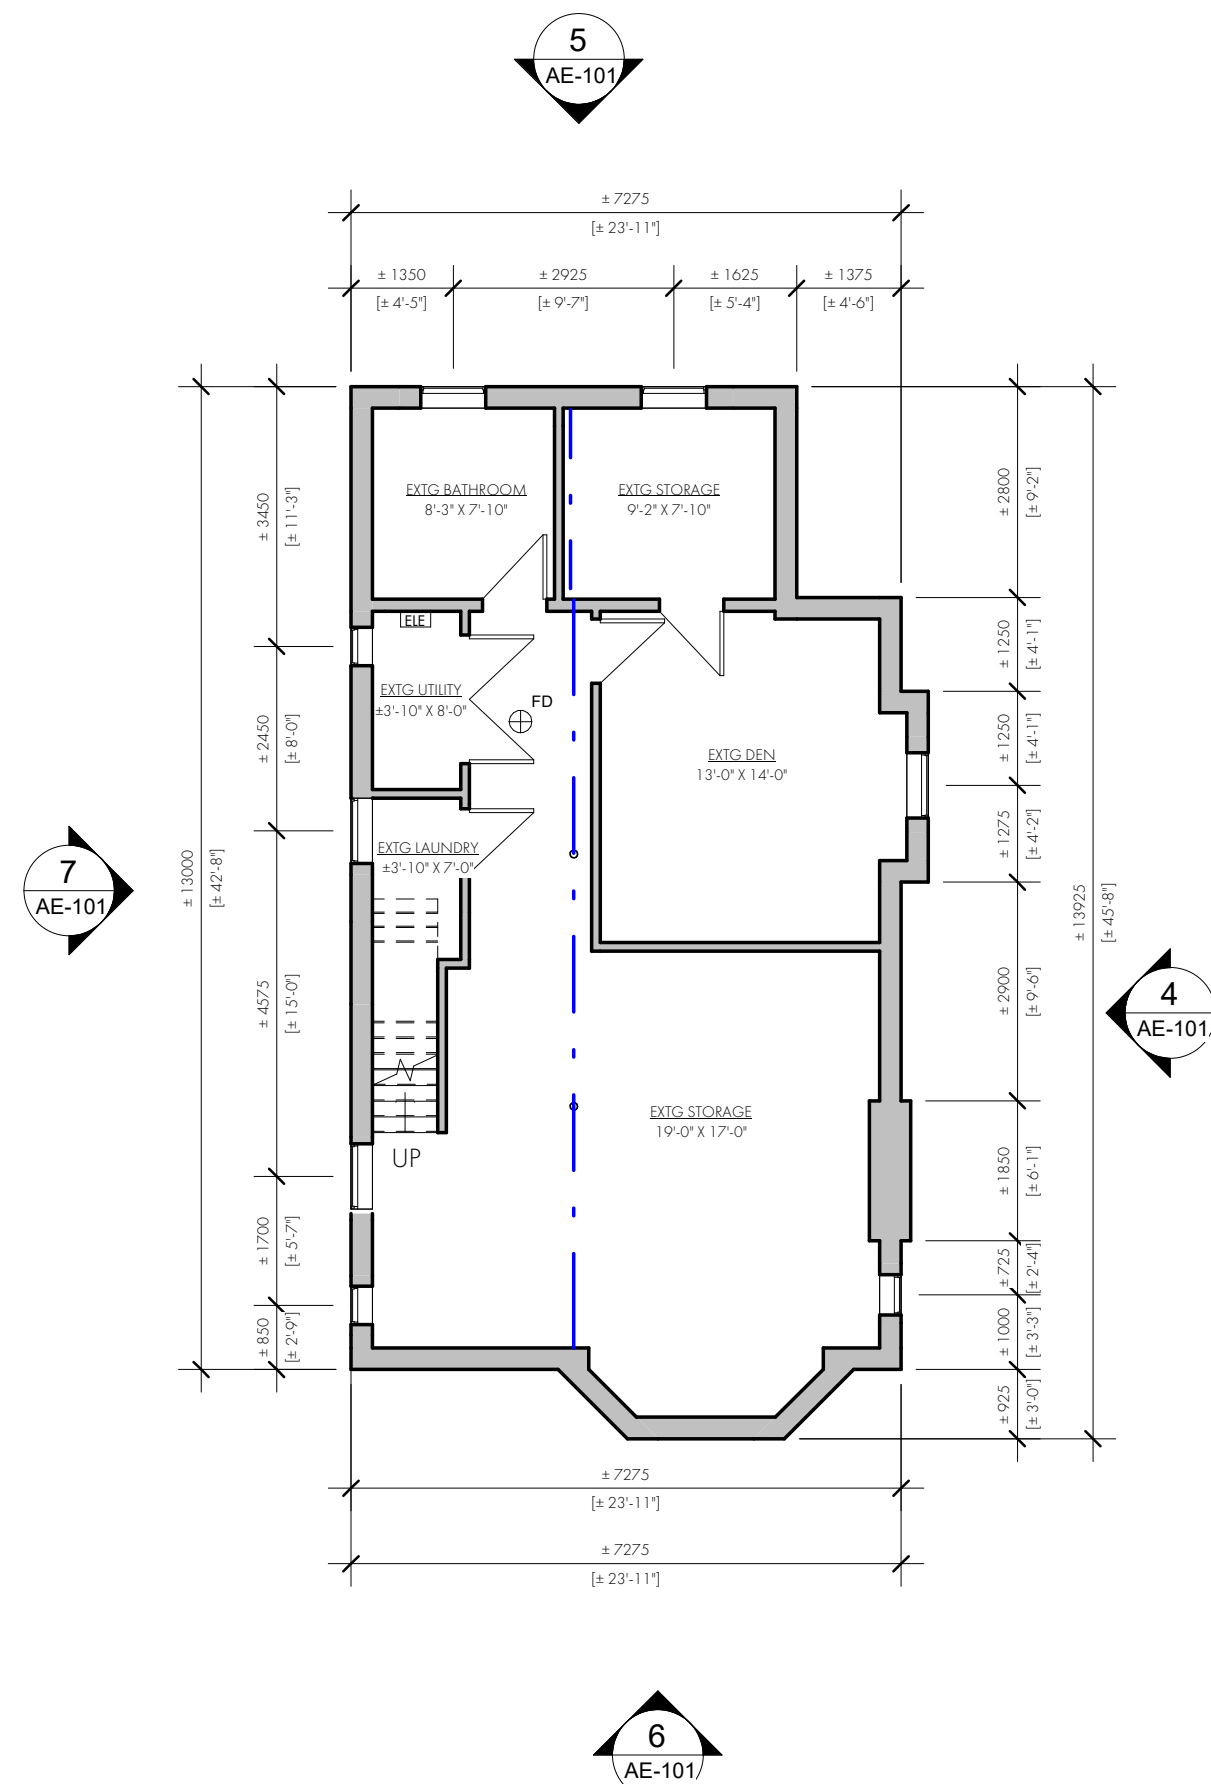 5
AE-101
± 7275
[± 23'-11"]
± 1350
[± 4'-5"]
± 2925
[± 9'-7"]
± 1625
[± 5'-4"]
± 1375
[± 4'-6"]
± 13000
[± 42'-8"]
± 3450
[± 11'-3"]
± 2450
[± 8'-0"]
± 4575
[± 15'-0"]
± 1700
[± 5'-7"]
± 850
[± 2'-9"]
EXTG BATHROOM
8'-3" X 7'-10"
EXTG STORAGE
9'-2" X 7'-10"
ELE
EXTG UTILITY
±3'-10" X 8'-0"
FD
EXTG DEN
13'-0" X 14'-0"
EXTG LAUNDRY
±3'-10" X 7'-0"
EXTG STORAGE
19'-0" X 17'-0"
UP
± 2800
[± 9'-2"]
± 1250
[± 4'-1"]
± 1250
[± 4'-1"]
± 1275
[± 4'-2"]
± 2900
[± 9'-6"]
± 1850
[± 6'-1"]
± 725
[± 2'-4"]
± 1000
[± 3'-3"]
± 925
[± 3'-0"]
± 13925
[± 45'-8"]
7
AE-101
4
AE-101
± 7275
[± 23'-11"]
± 7275
[± 23'-11"]
6
AE-101